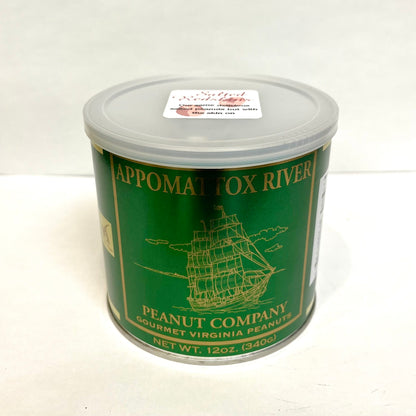 Salted
Redskins
Our same delicious
salted peanuts but with
the skin on
APPOMATTOX RIVER
PEANUT COMPANY
GOURMET VIRGINIA PEANUTS
NET WT. 12oz. (340g)